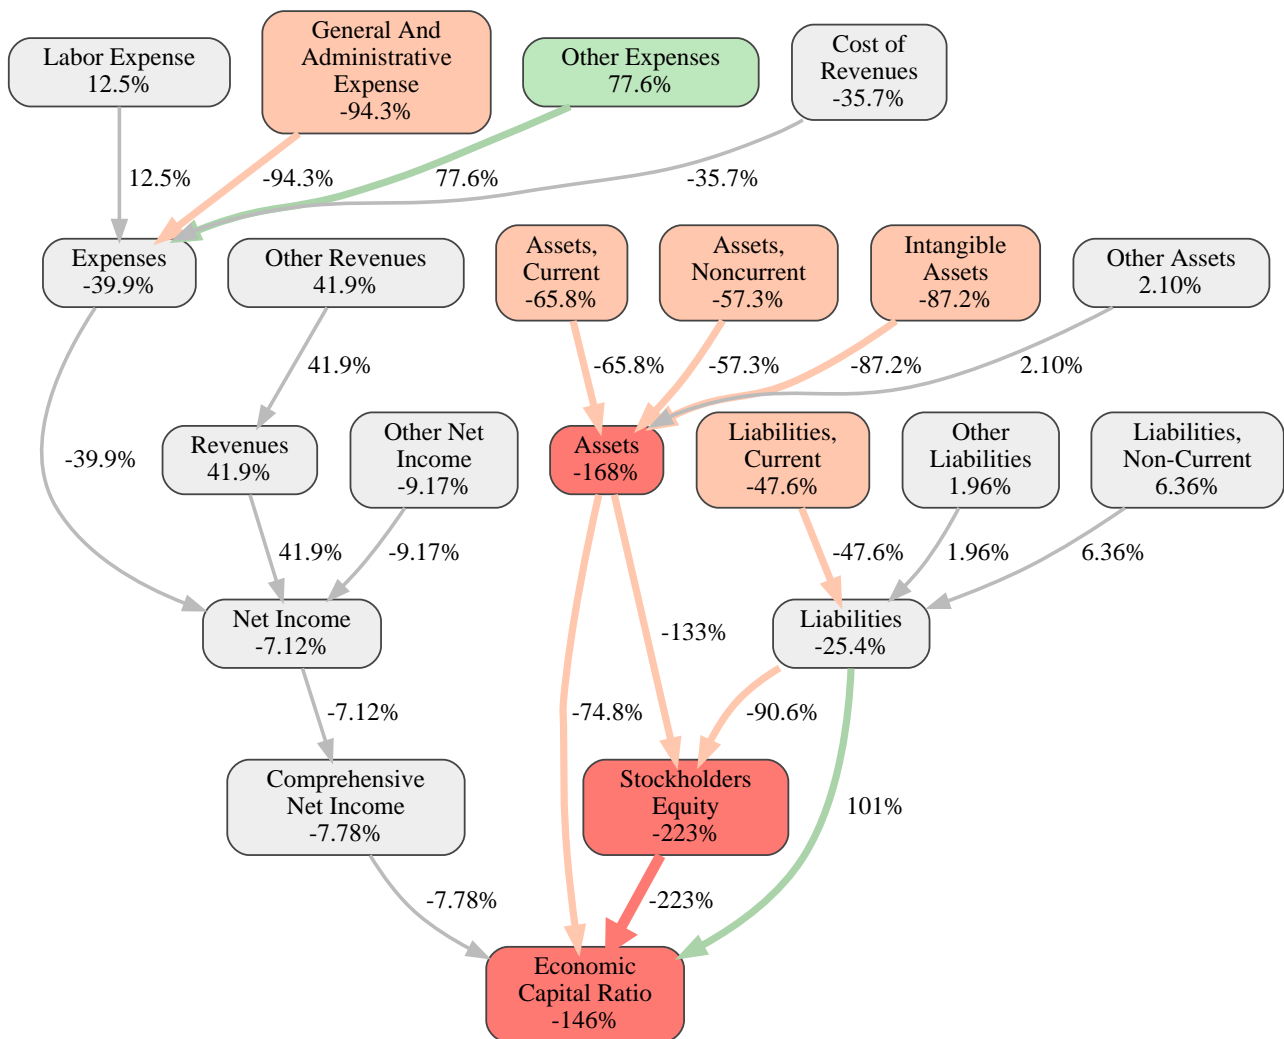 Labor Expense
12.5%
General And
Administrative
Expense
-94.3%
Other Expenses
77.6%
Cost of
Revenues
-35.7%
12.5%
-94.3%
77.6%
-35.7%
Expenses
-39.9%
Other Revenues
41.9%
Assets,
Current
-65.8%
Assets,
Noncurrent
-57.3%
Intangible
Assets
-87.2%
Other Assets
2.10%
41.9%
-65.8%
-57.3%
-87.2%
2.10%
-39.9%
Revenues
41.9%
Other Net
Income
-9.17%
Assets
-168%
Liabilities,
Current
-47.6%
Other
Liabilities
1.96%
Liabilities,
Non-Current
6.36%
41.9%
-9.17%
-47.6%
1.96%
6.36%
Net Income
-7.12%
-133%
Liabilities
-25.4%
-7.12%
-74.8%
-90.6%
Comprehensive
Net Income
-7.78%
Stockholders
Equity
-223%
101%
-7.78%
-223%
Economic
Capital Ratio
-146%